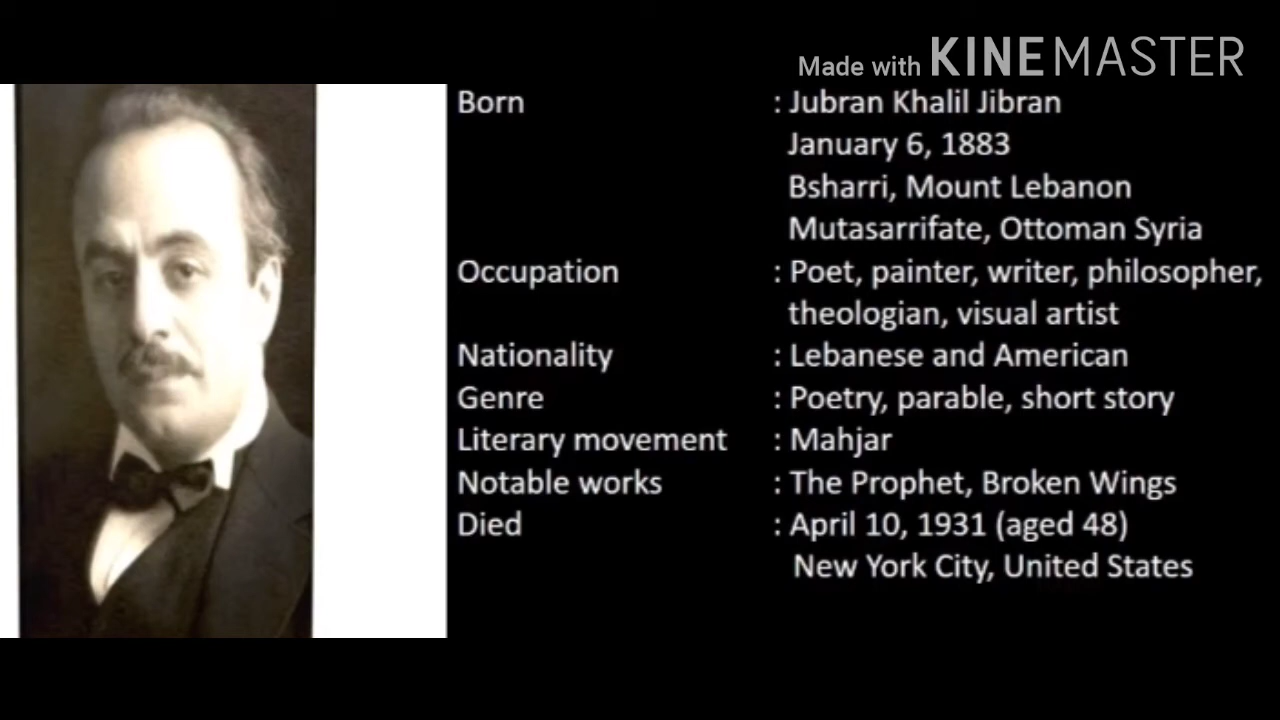 Made with KINEMASTER
Born : Jubran Khalil Jibran
January 6, 1883
Bsharri, Mount Lebanon
Mutasarrifate, Ottoman Syria
Occupation : Poet, painter, writer, philosopher,
theologian, visual artist
Nationality : Lebanese and American
Genre : Poetry, parable, short story
Literary movement : Mahjar
Notable works : The Prophet, Broken Wings
Died : April 10, 1931 (aged 48)
New York City, United States